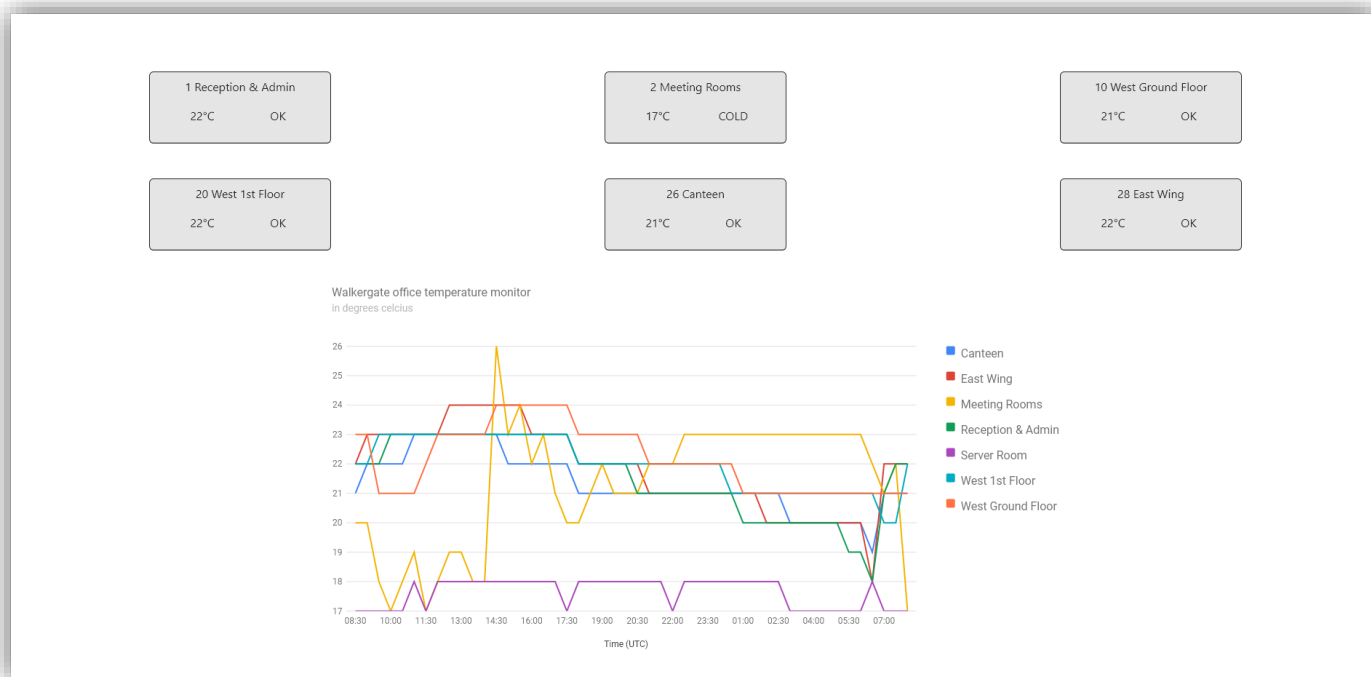 1 Reception & Admin
22°C OK
2 Meeting Rooms
17°C COLD
10 West Ground Floor
21°C OK
20 West 1st Floor
22°C OK
26 Canteen
21°C OK
28 East Wing
22°C OK
Walkergate office temperature monitor
in degrees celcius
26
25
24
23
22
21
20
19
18
17
08:30 10:00 11:30 13:00 14:30 16:00 17:30 19:00 20:30 22:00 23:30 01:00 02:30 04:00 05:30 07:00
Time (UTC)
Canteen
East Wing
Meeting Rooms
Reception & Admin
Server Room
West 1st Floor
West Ground Floor